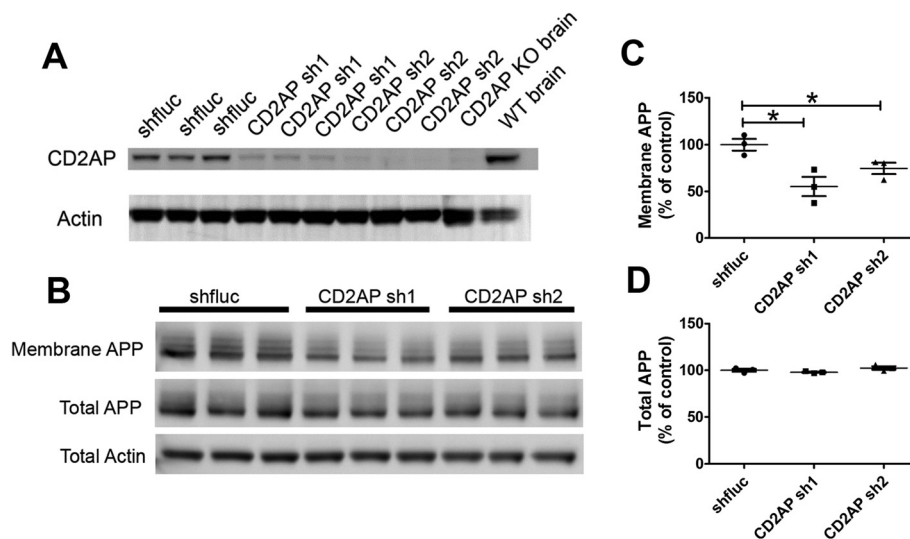 A
shfluc
shfluc
shfluc
CD2AP sh1
CD2AP sh1
CD2AP sh1
CD2AP sh2
CD2AP sh2
CD2AP sh2
CD2AP KO brain
WT brain
CD2AP
Actin
B
shfluc
CD2AP sh1
CD2AP sh2
Membrane APP
Total APP
Total Actin
C
Membrane APP
(% of control)
150
100
50
0
*
*
shfluc
CD2AP sh1
CD2AP sh2
D
Total APP
(% of control)
150
100
50
0
shfluc
CD2AP sh1
CD2AP sh2